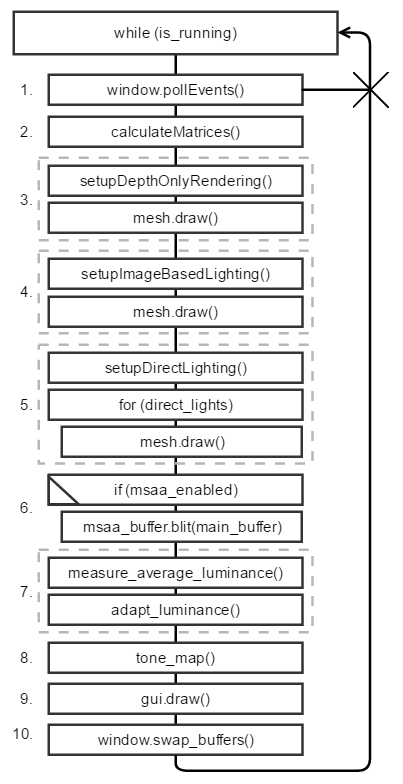 while (is_running)
1. window.pollEvents()
2. calculateMatrices()
3. setupDepthOnlyRendering()
mesh.draw()
4. setupImageBasedLighting()
mesh.draw()
setupDirectLighting()
5. for (direct_lights)
mesh.draw()
6. if (msaa_enabled)
msaa_buffer.blit(main_buffer)
7. measure_average_luminance()
adapt_luminance()
8. tone_map()
9. gui.draw()
10. window.swap_buffers()